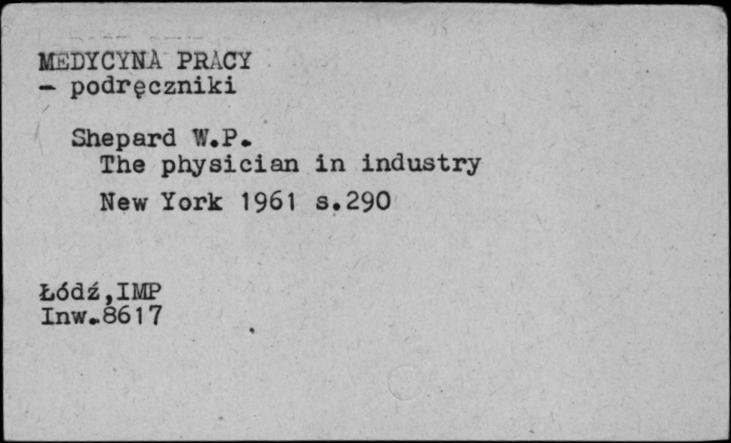 MEDYCYNA PRACY
- podręczniki
Shepard W.P.
The physician in industry
New York 1961 s.290
Łódź,IMP
Inw.8617